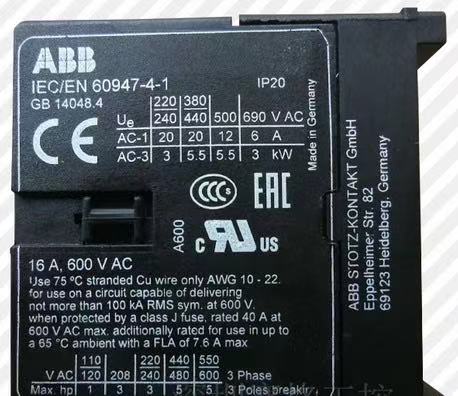 ABB
IEC/EN 60947-4-1 IP20
GB 14048.4
CE
220 380
Ue 240 440 500 690 V AC
AC-1 20 20 12 6 A
AC-3 3 5.5 5.5 3 kW
Made in Germany
CCC S EAC
A600
C UR US
ABB STOTZ-KONTAKT GmbH
Eppelheimer Str. 82
69123 Heidelberg, Germany
16 A, 600 V AC
Use 75 ºC stranded Cu wire only AWG 10 - 22.
for use on a circuit capable of delivering
not more than 100 kA RMS sym. at 600 V.
when protected by a class J fuse, rated 40 A at
600 V AC max. additionally rated for use in up to
a 65 ºC ambient with a FLA of 7.6 A max
110 220 440 550
V AC 120 208 240 480 600 3 Phase
Max. hp 1 3 3 5 5 3 Poles breakin